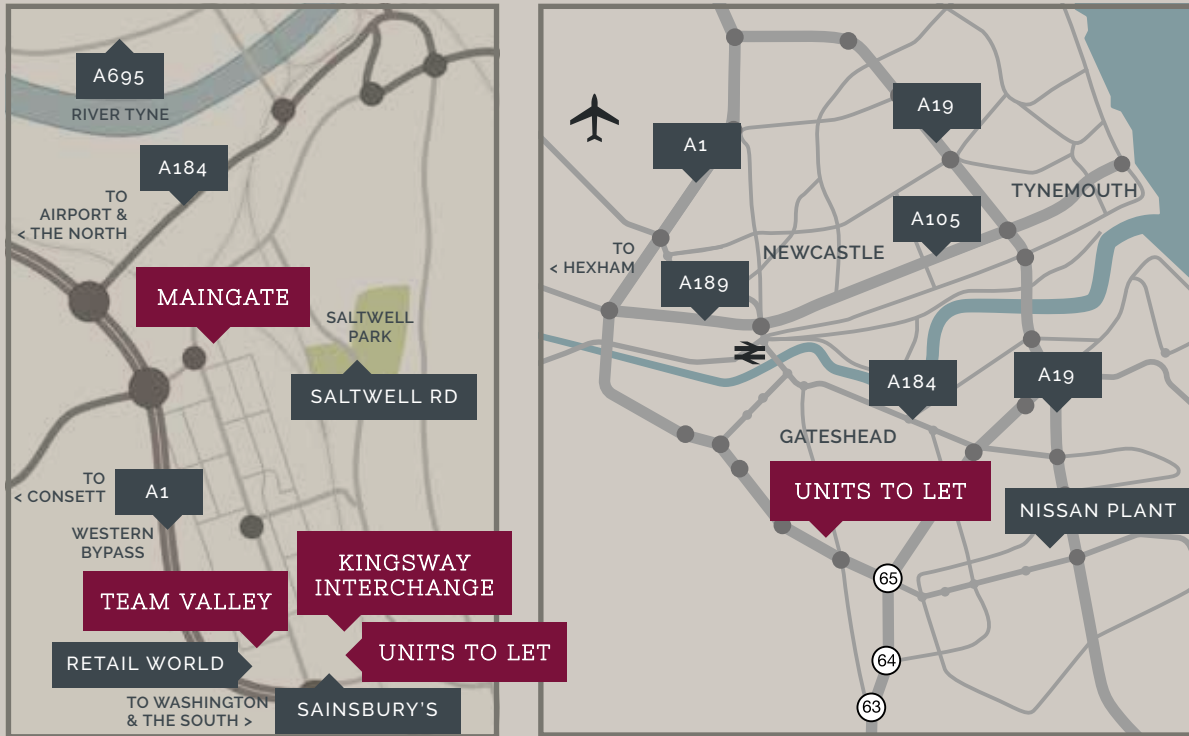 A695
RIVER TYNE
A184
TO
AIRPORT &
< THE NORTH
MAINGATE
SALTWELL
PARK
SALTWELL RD
TO
< CONSETT
A1
WESTERN
BYPASS
KINGSWAY
INTERCHANGE
TEAM VALLEY
UNITS TO LET
RETAIL WORLD
TO WASHINGTON
& THE SOUTH >
SAINSBURY'S
A19
A1
TYNEMOUTH
A105
TO
< HEXHAM
NEWCASTLE
A189
A184
A19
GATESHEAD
UNITS TO LET
NISSAN PLANT
65
64
63